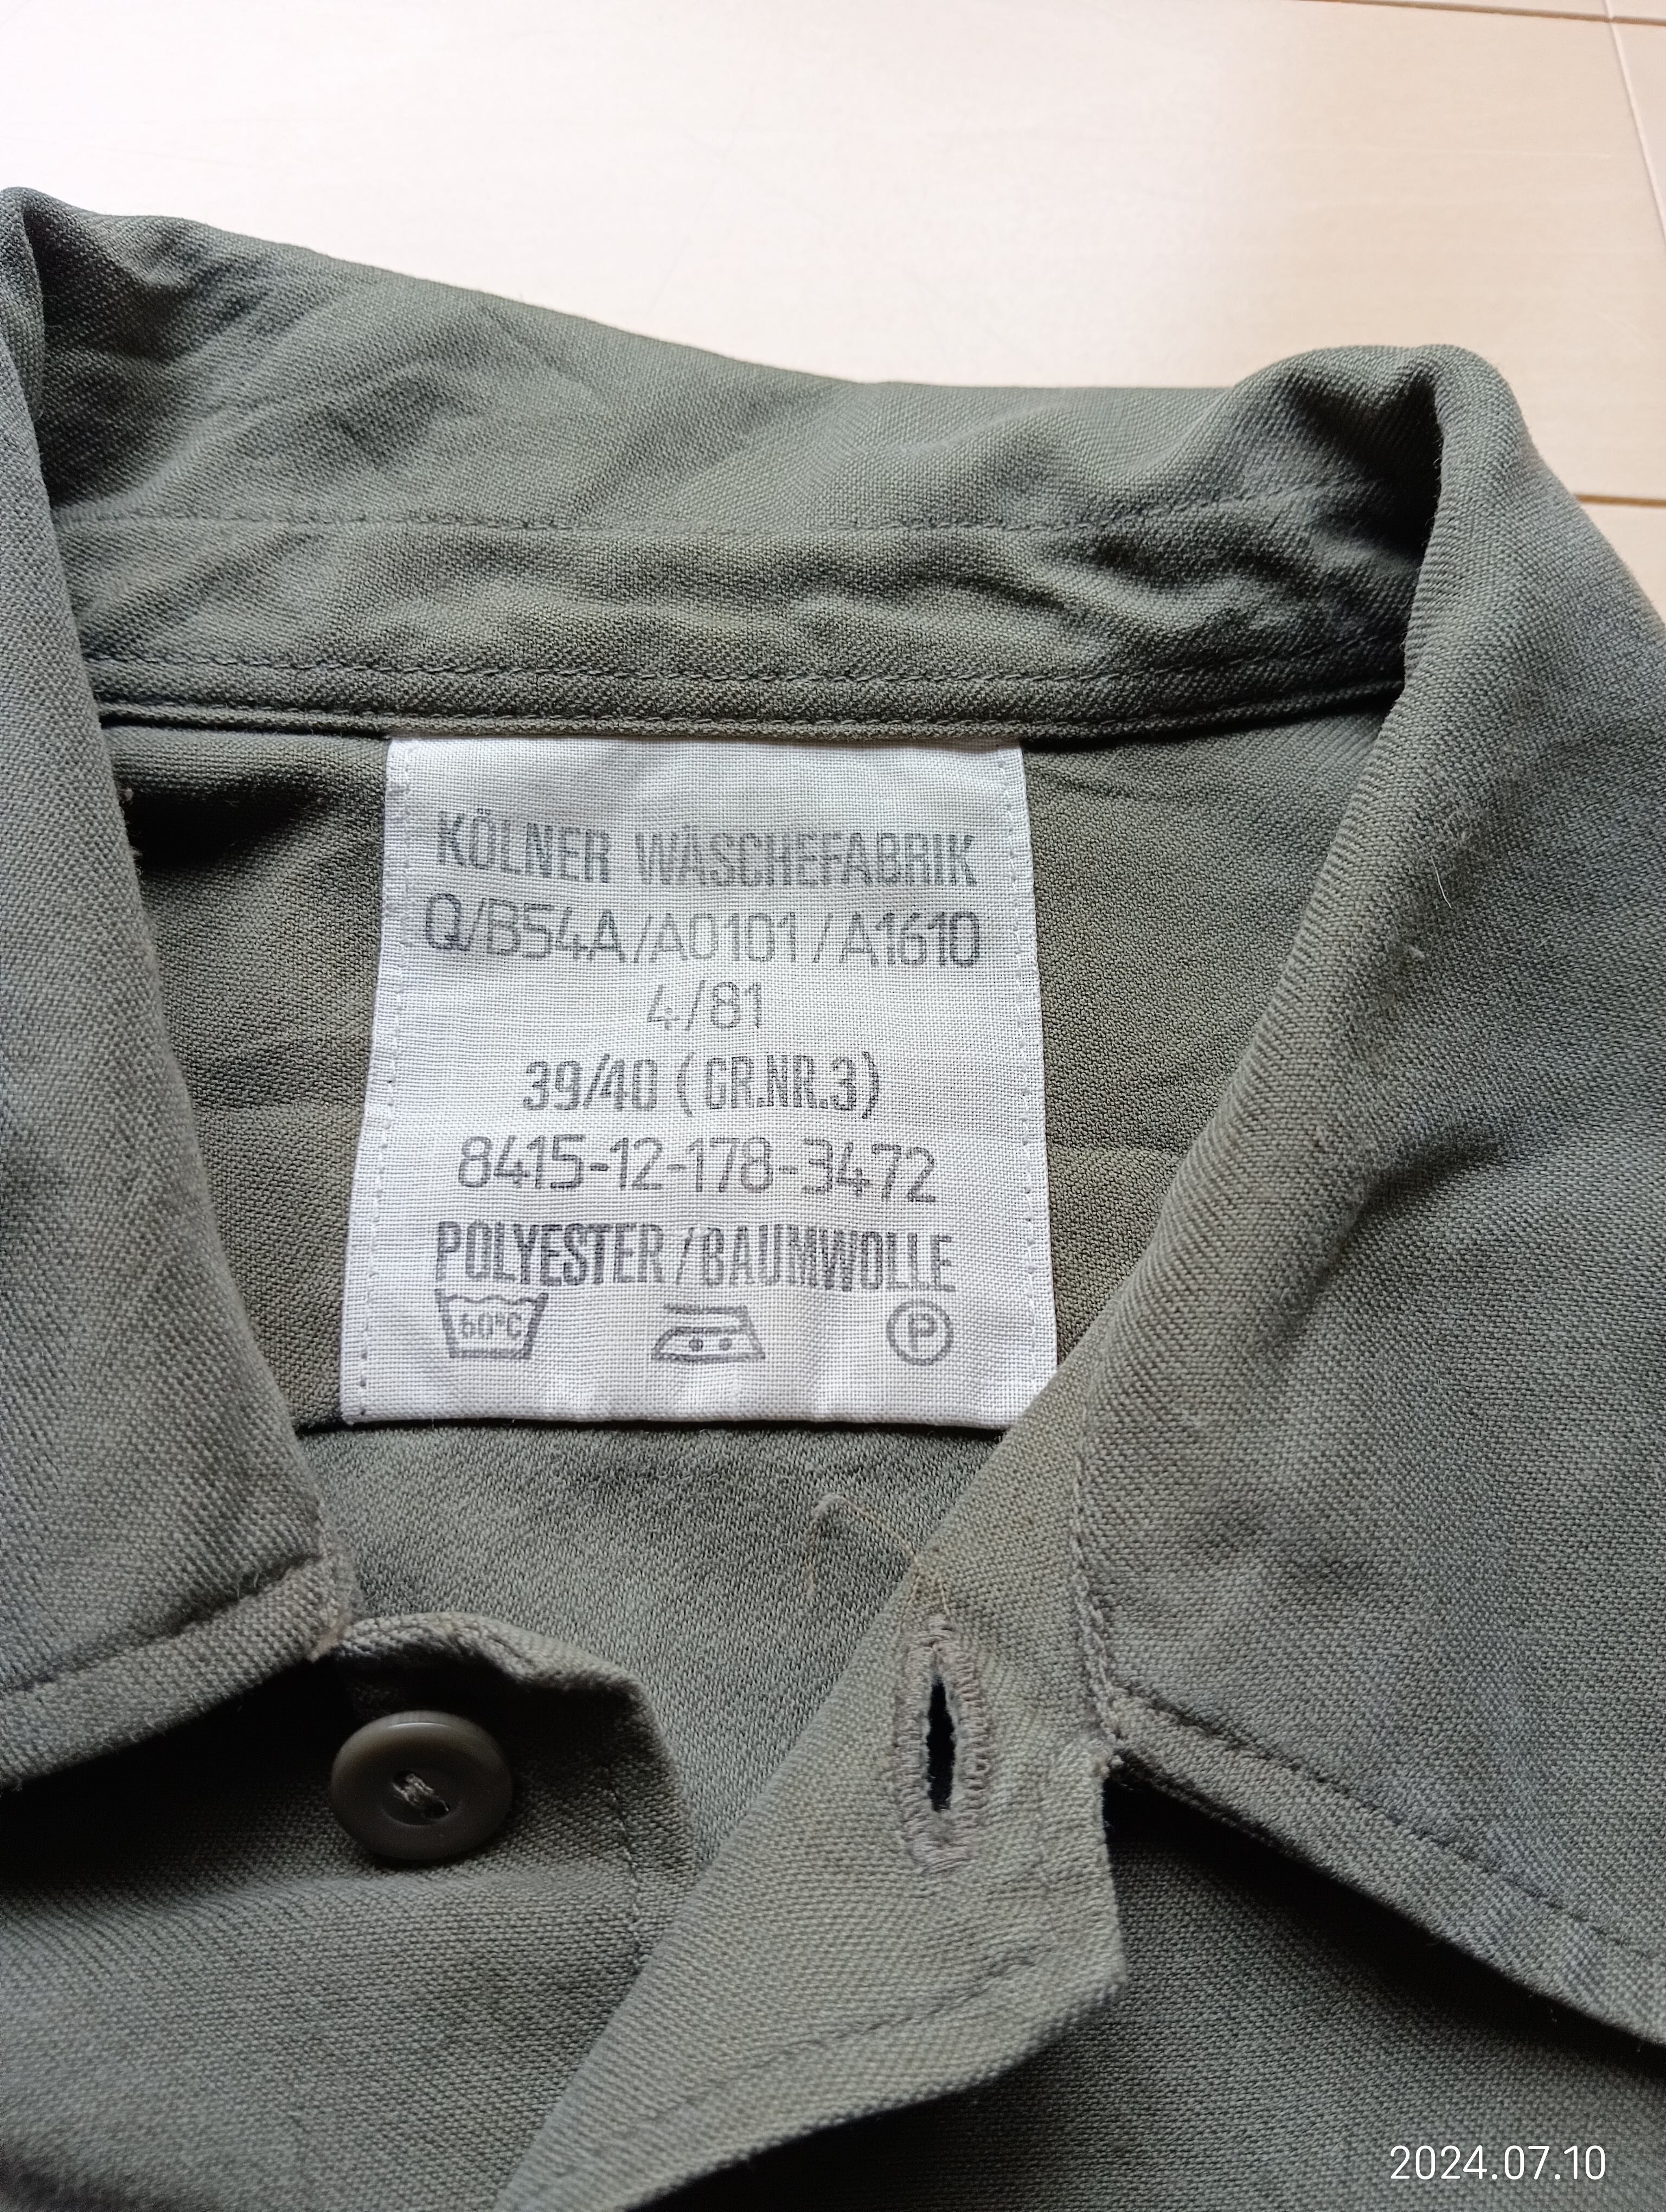 KÖLNER WÄSCHEFABRIK
Q/B54A/A0101/A1610
4/81
39/40 (GR.NR.3)
8415-12-178-3472
POLYESTER/BAUMWOLLE
60°C
P
2024.07.10